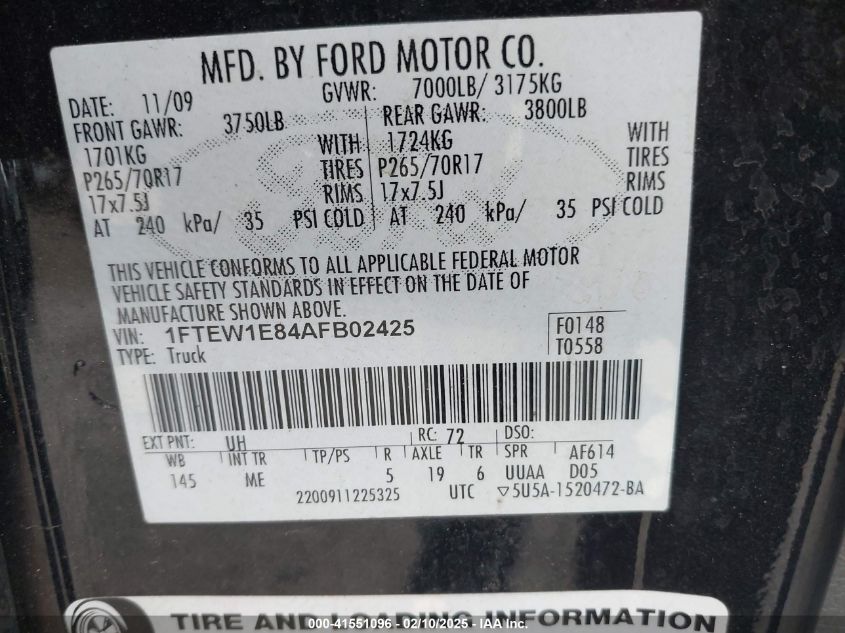 MFD. BY FORD MOTOR CO.
DATE: 11/09 GVWR: 7000LB/ 3175KG
FRONT GAWR: 3750LB REAR GAWR: 3800LB
1701KG WITH 1724KG WITH
P265/70R17 TIRES P265/70R17 TIRES
17x7.5J RIMS 17x7.5J RIMS
AT 240 kPa/ 35 PSI COLD AT 240 kPa/ 35 PSI COLD
THIS VEHICLE CONFORMS TO ALL APPLICABLE FEDERAL MOTOR
VEHICLE SAFETY STANDARDS IN EFFECT ON THE DATE OF
MANUFACTURE SHOWN ABOVE.
VIN: 1FTEW1E84AFB02425 F0148
TYPE: Truck T0558
EXT PNT: UH RC: 72 DSO:
WB INT TR TP/PS R AXLE TR SPR AF614
145 ME 5 19 6 UUAA D05
2200911225325 UTC ▽5U5A-1520472-BA
TIRE AND LOADING INFORMATION
000-41551096 - 02/10/2025 - IAA Inc.